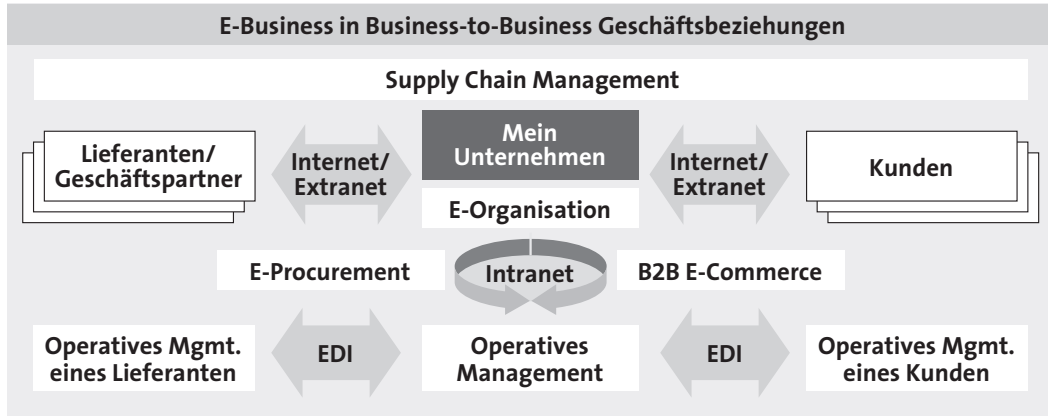 E-Business in Business-to-Business Geschäftsbeziehungen
Supply Chain Management
Lieferanten/
Geschäftspartner
Internet/
Extranet
Mein
Unternehmen
Internet/
Extranet
Kunden
E-Organisation
E-Procurement
Intranet
B2B E-Commerce
Operatives Mgmt.
eines Lieferanten
EDI
Operatives
Management
EDI
Operatives Mgmt.
eines Kunden